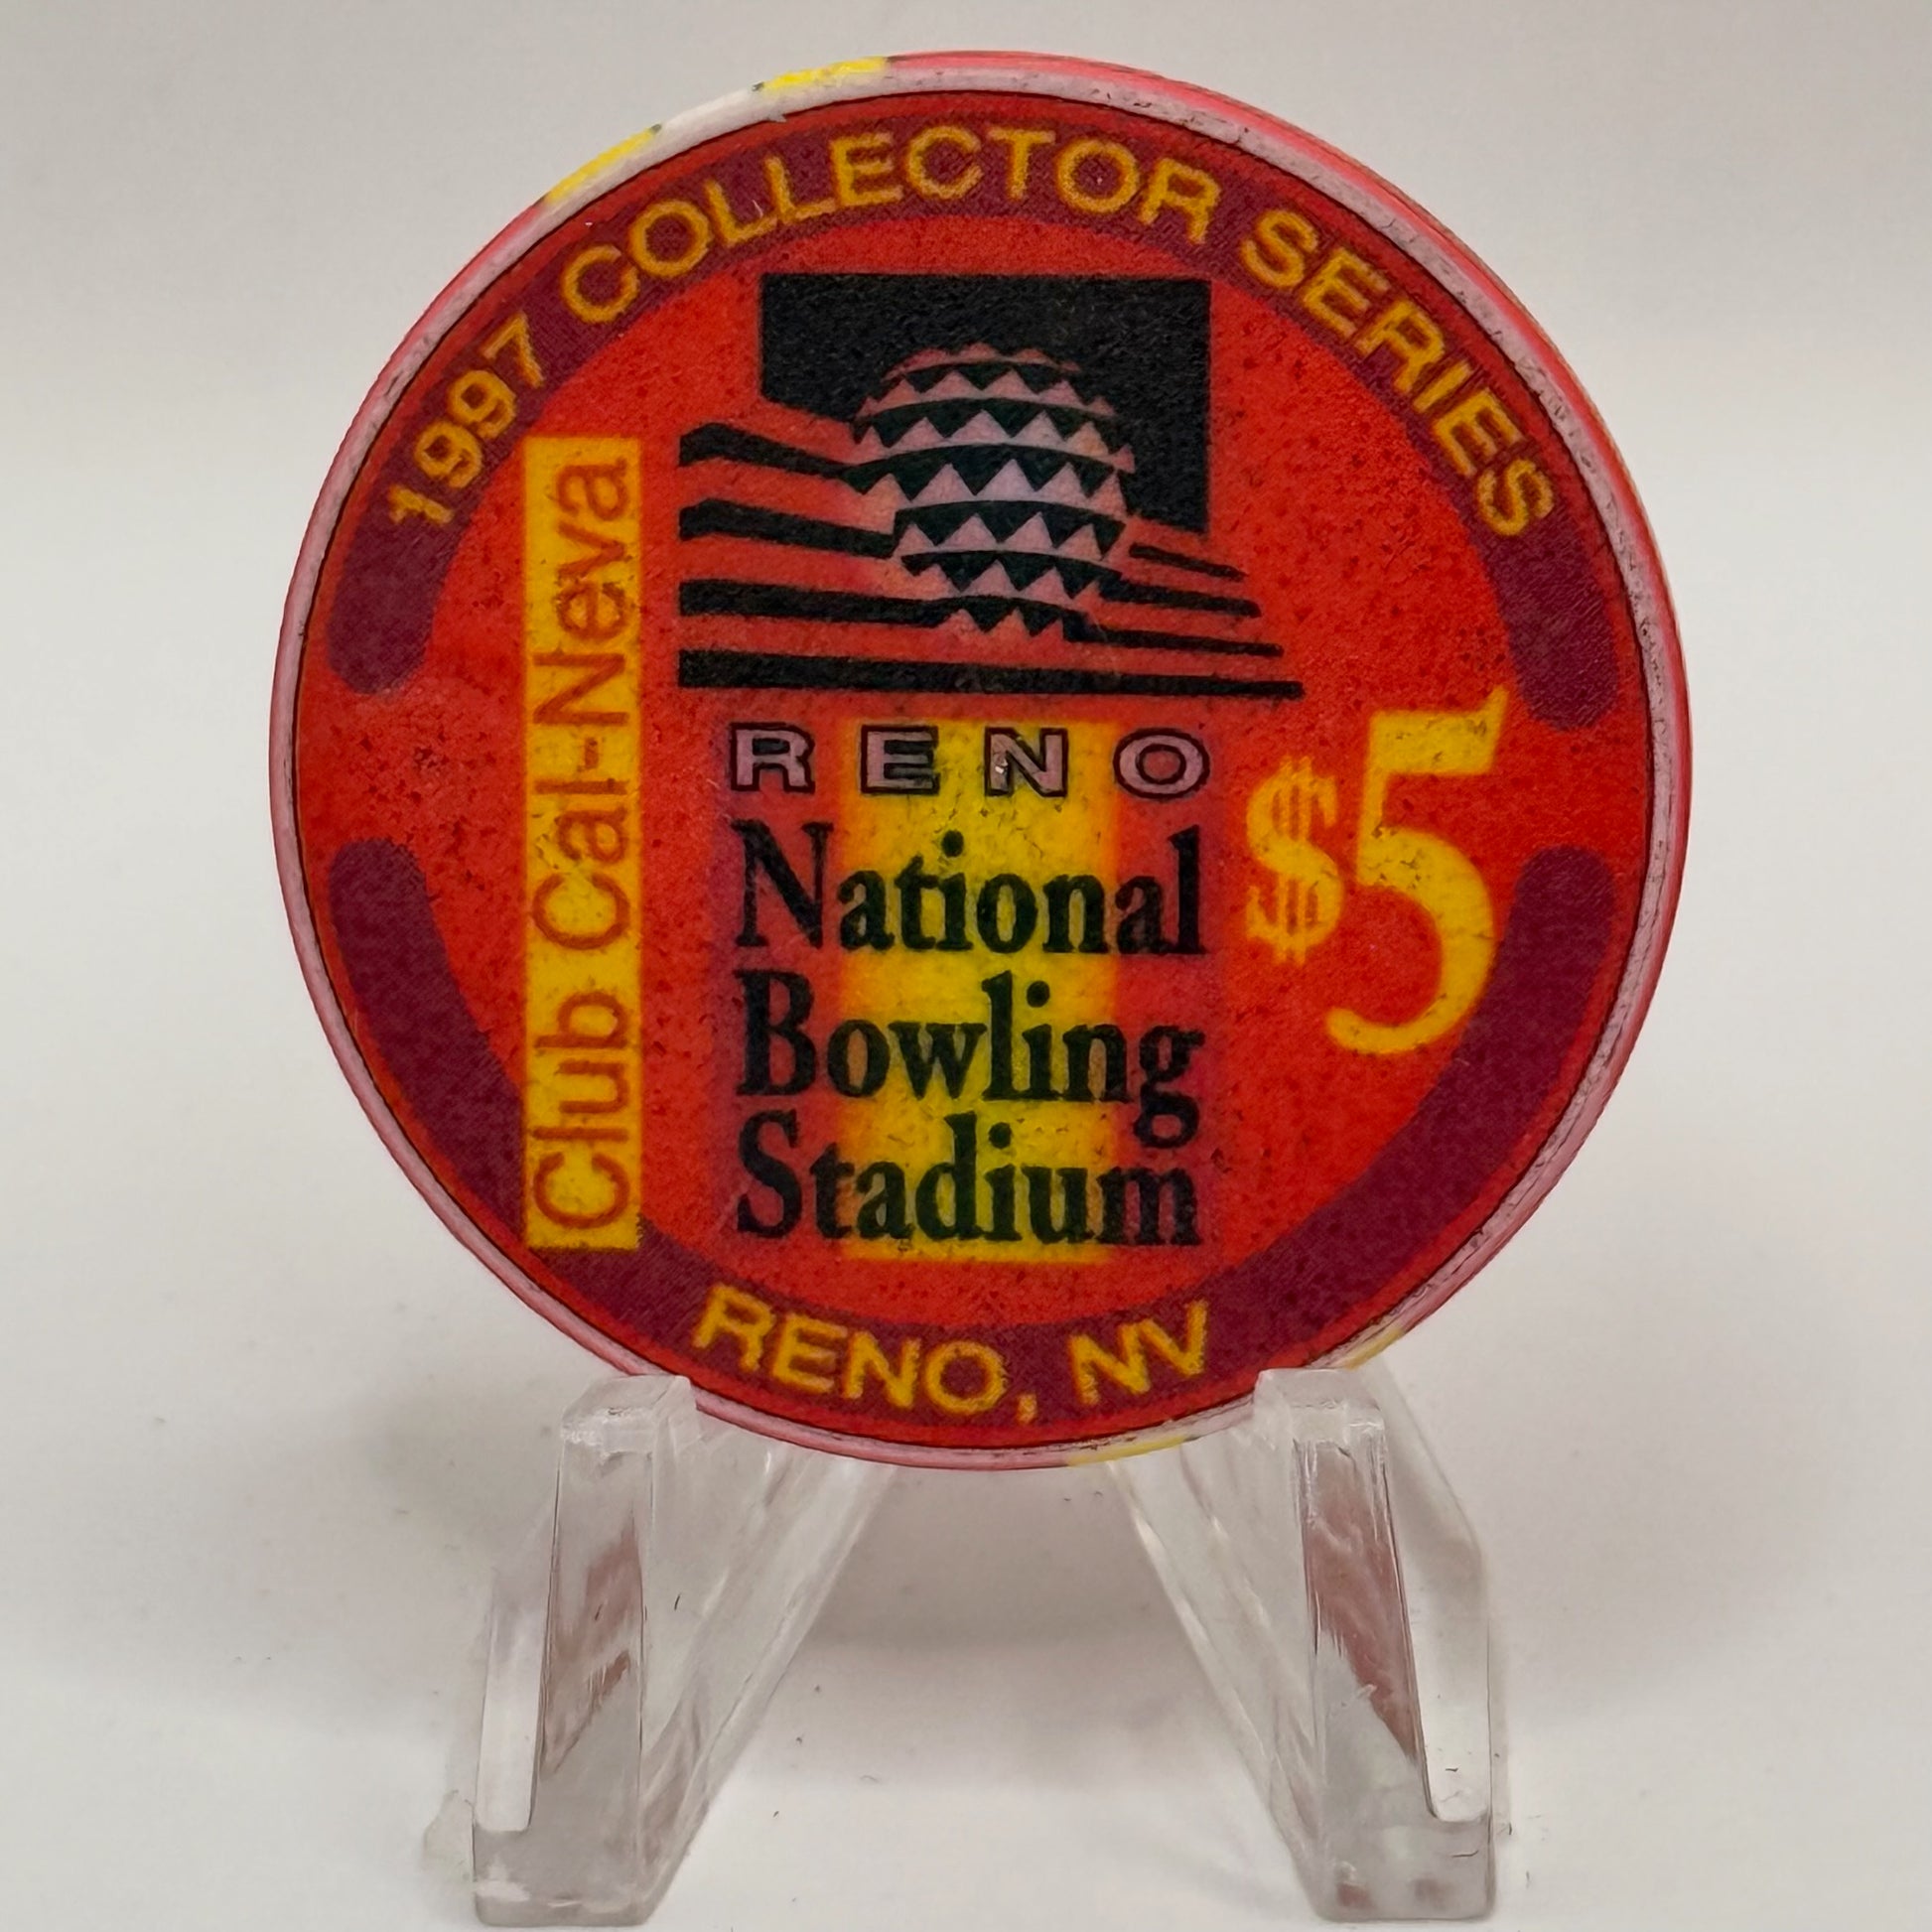 1997 COLLECTOR SERIES
Club Cal-Neva
RENO
National
Bowling
Stadium
$5
RENO, NV